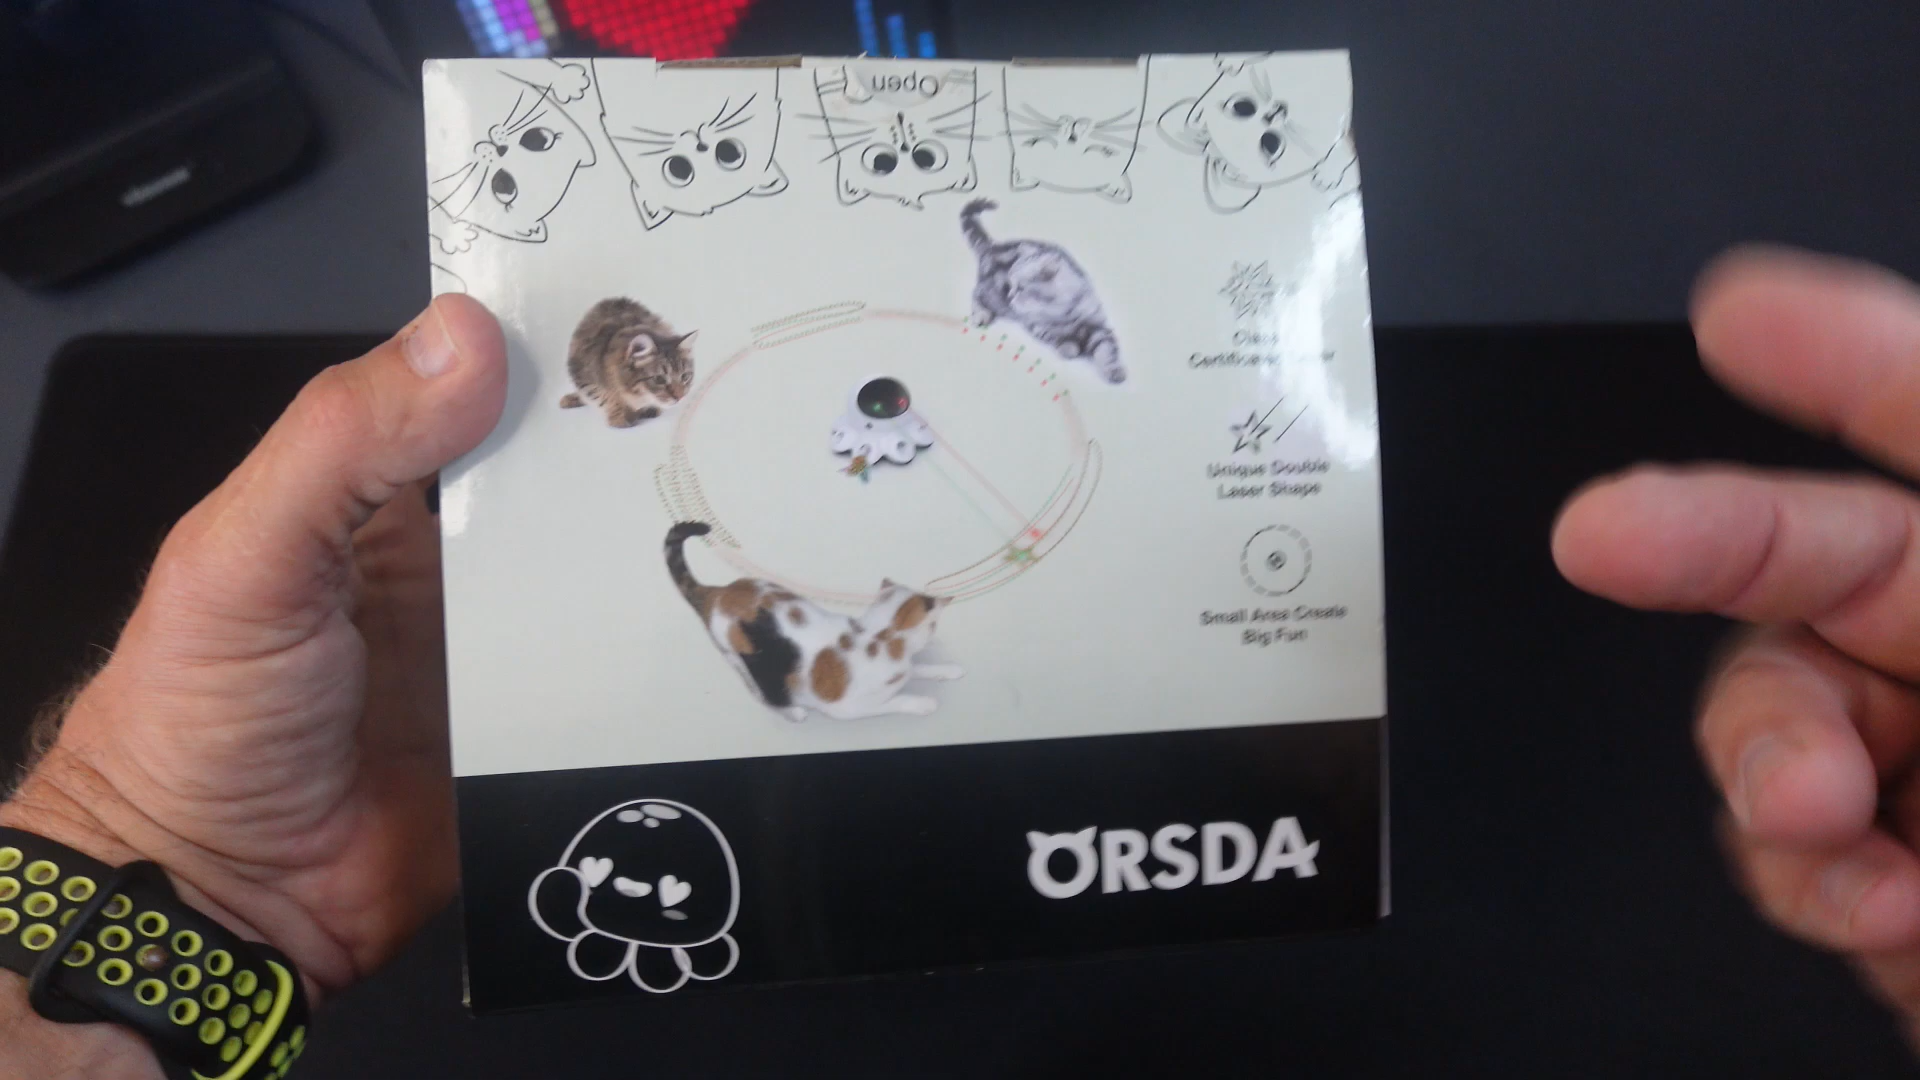 Open
Unique Double
Laser Shape
Small Area Create
Big Fun
ORSDA